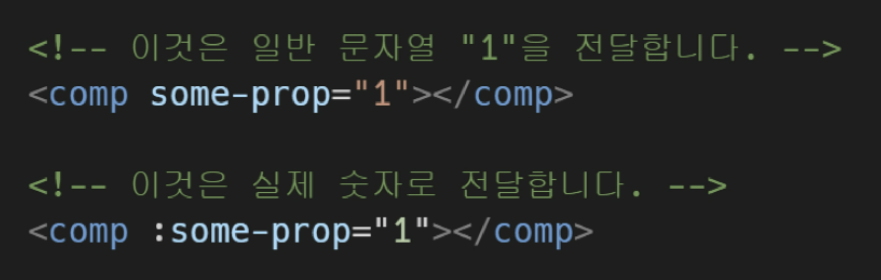 <!-- 이것은 일반 문자열 "1"을 전달합니다. -->
<comp some-prop="1"></comp>
<!-- 이것은 실제 숫자로 전달합니다. -->
<comp :some-prop="1"></comp>